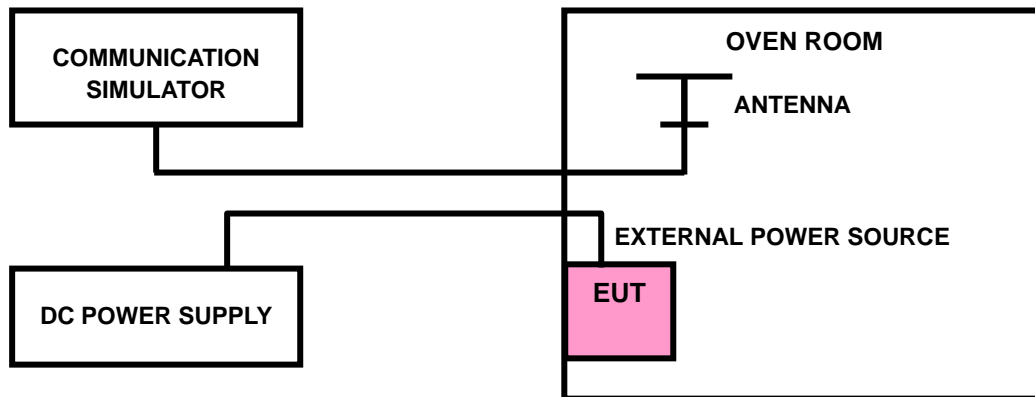 COMMUNICATION
SIMULATOR
OVEN ROOM
ANTENNA
EXTERNAL POWER SOURCE
DC POWER SUPPLY
EUT